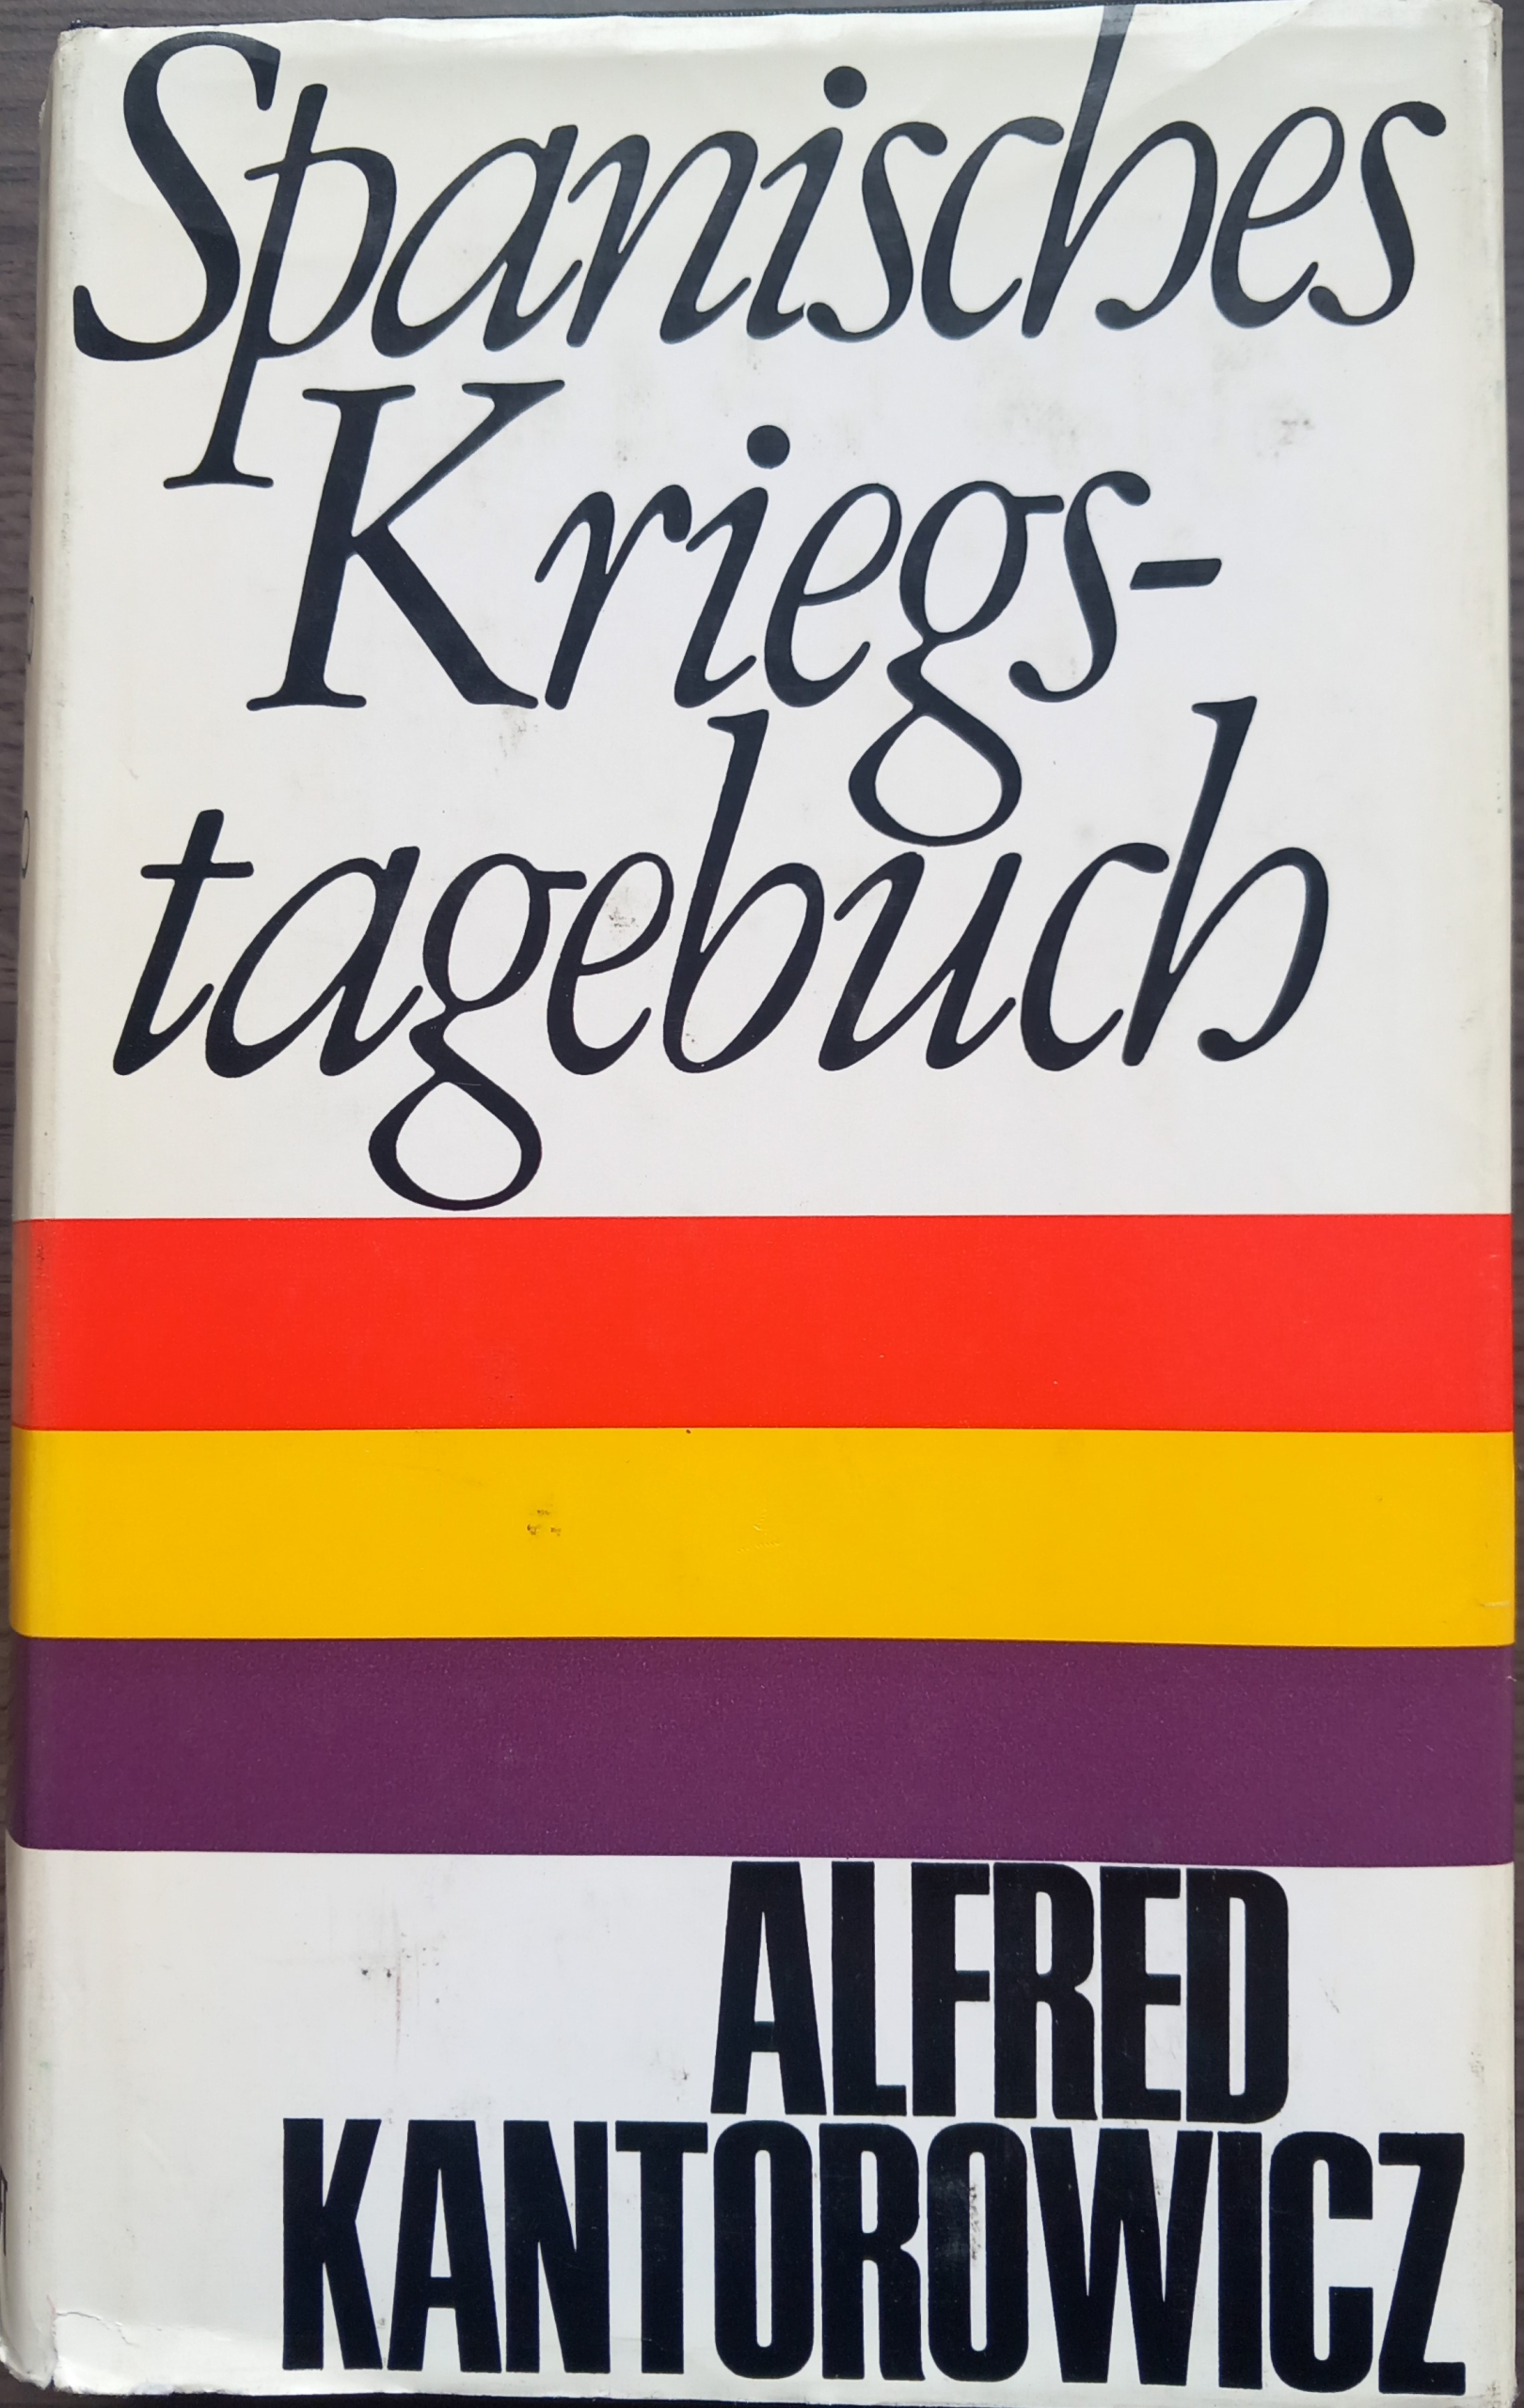 Spanisches
Kriegs-
tagebuch
ALFRED
KANTOROWICZ